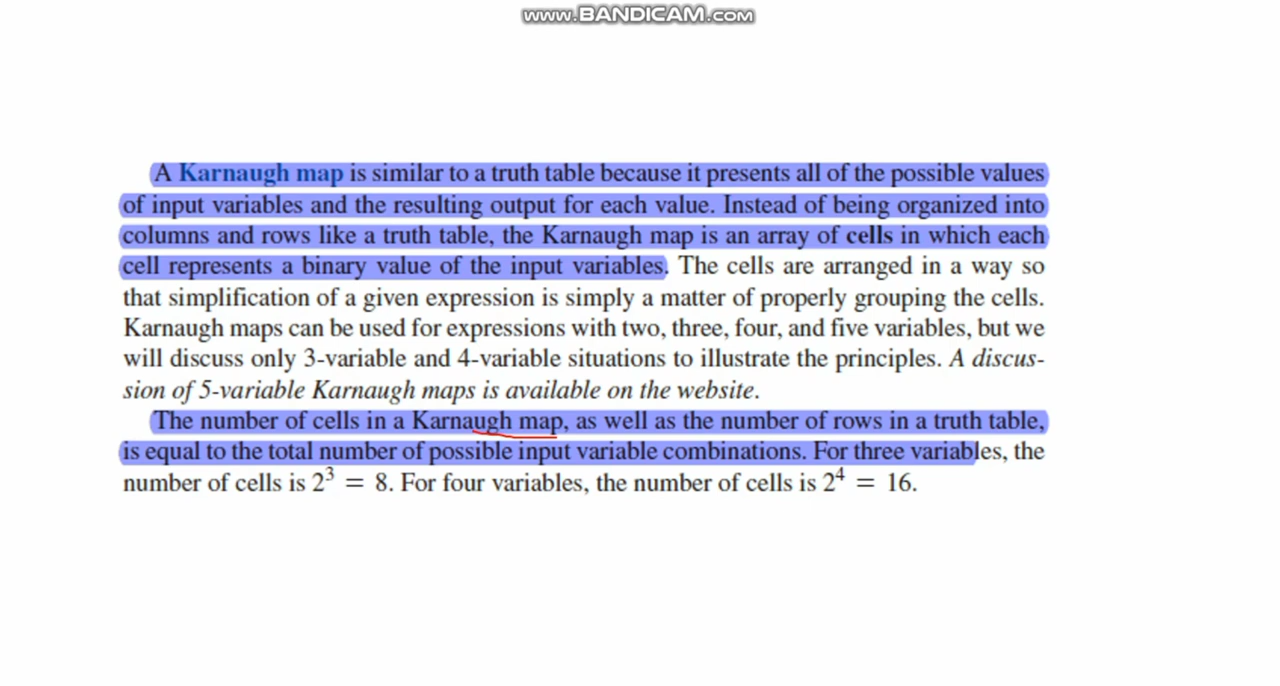 www.BANDICAM.com
A Karnaugh map is similar to a truth table because it presents all of the possible values
of input variables and the resulting output for each value. Instead of being organized into
columns and rows like a truth table, the Karnaugh map is an array of cells in which each
cell represents a binary value of the input variables. The cells are arranged in a way so
that simplification of a given expression is simply a matter of properly grouping the cells.
Karnaugh maps can be used for expressions with two, three, four, and five variables, but we
will discuss only 3-variable and 4-variable situations to illustrate the principles. A discus-
sion of 5-variable Karnaugh maps is available on the website.
The number of cells in a Karnaugh map, as well as the number of rows in a truth table,
is equal to the total number of possible input variable combinations. For three variables, the
number of cells is 2³ = 8. For four variables, the number of cells is 2⁴ = 16.